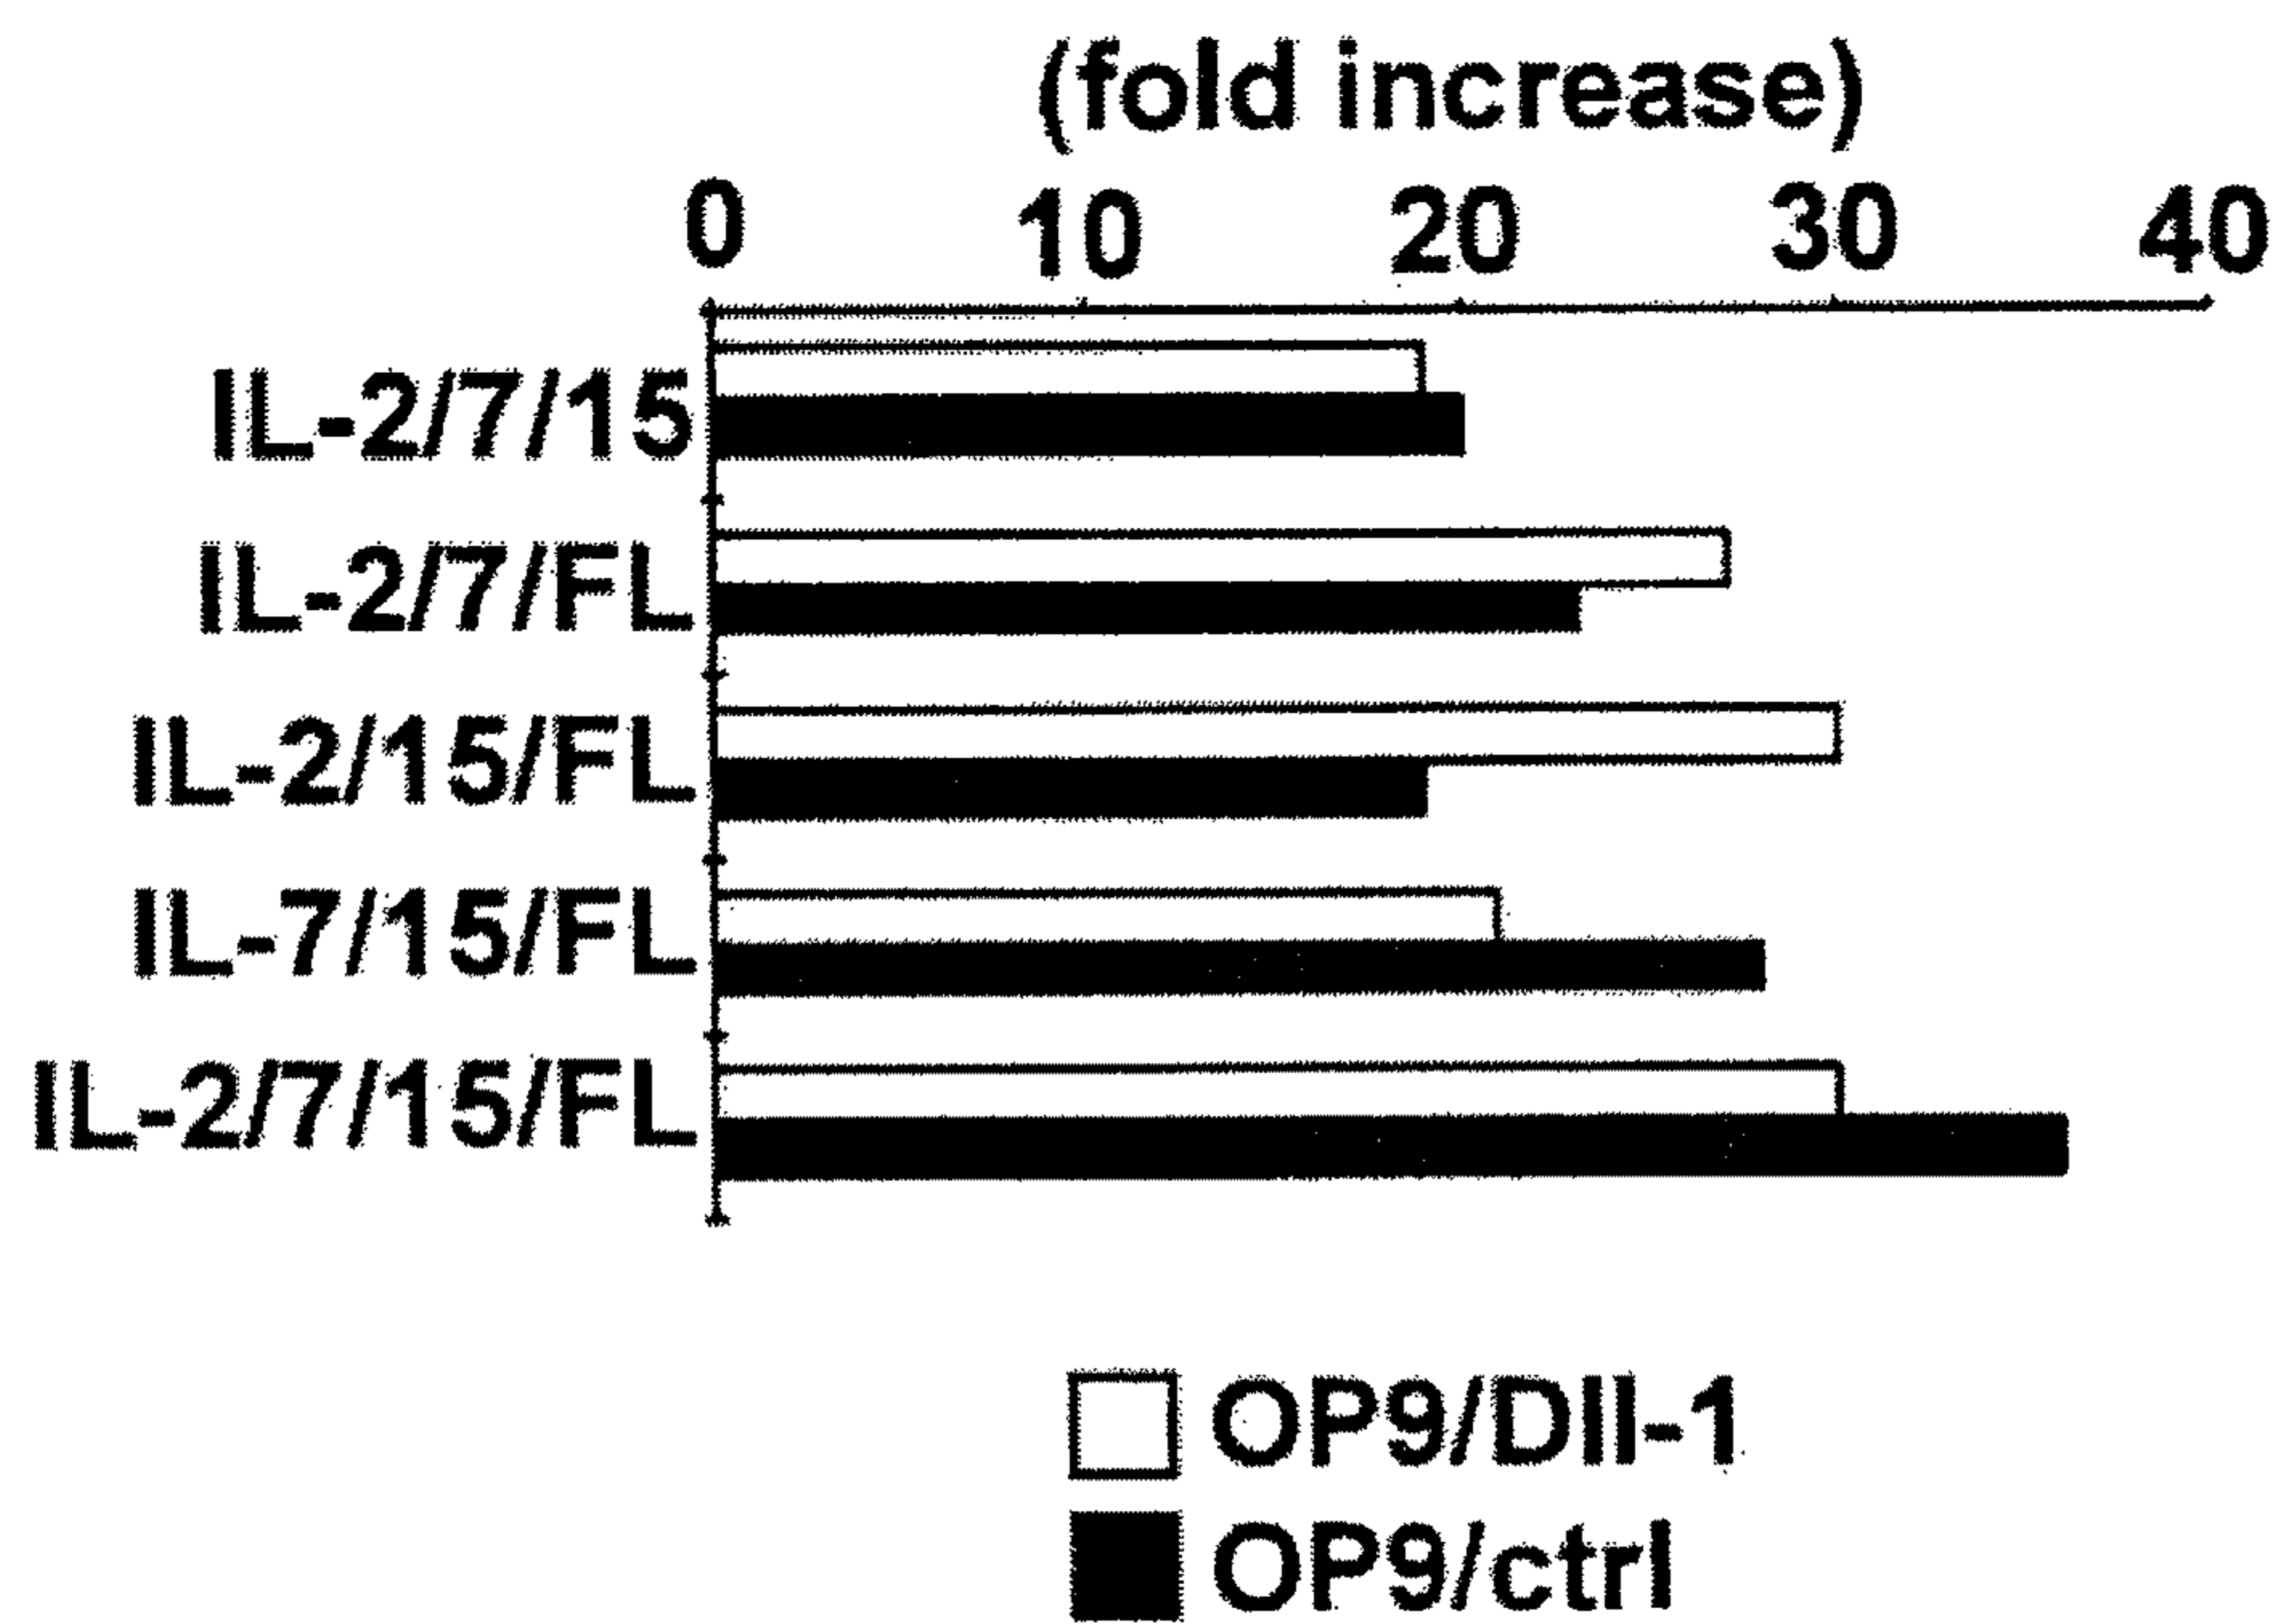 (fold increase)
0 10 20 30 40
IL-2/7/15
IL-2/7/FL
IL-2/15/FL
IL-7/15/FL
IL-2/7/15/FL
OP9/Dll-1
OP9/ctrl